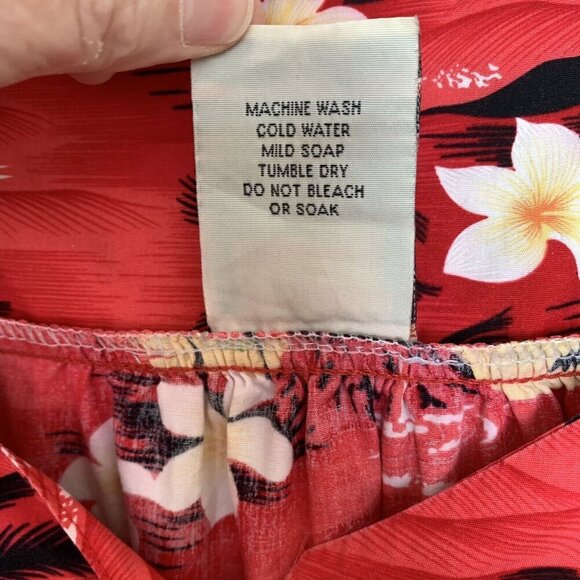 MACHINE WASH
COLD WATER
MILD SOAP
TUMBLE DRY
DO NOT BLEACH
OR SOAK